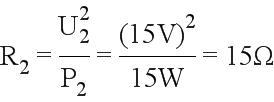 R₂ = U₂²/P₂ = (15V)²/15W = 15Ω